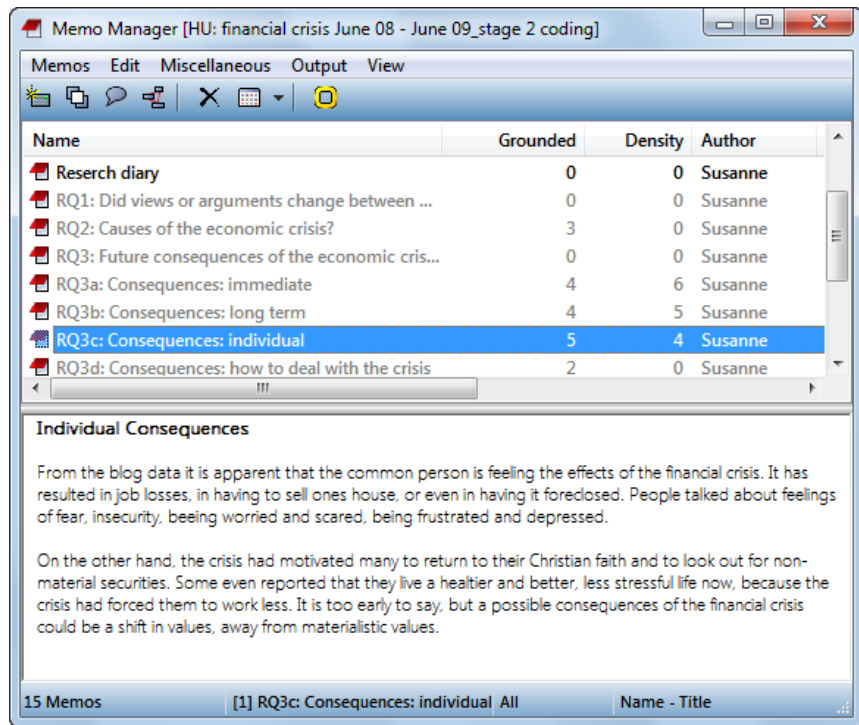 Memo Manager [HU: financial crisis June 08 - June 09_stage 2 coding]
Memos Edit Miscellaneous Output View
Name Grounded Density Author
Reserch diary 0 0 Susanne
RQ1: Did views or arguments change between ... 0 0 Susanne
RQ2: Causes of the economic crisis? 3 0 Susanne
RQ3: Future consequences of the economic cris... 0 0 Susanne
RQ3a: Consequences: immediate 4 6 Susanne
RQ3b: Consequences: long term 4 5 Susanne
RQ3c: Consequences: individual 5 4 Susanne
RQ3d: Consequences: how to deal with the crisis 2 0 Susanne
Individual Consequences
From the blog data it is apparent that the common person is feeling the effects of the financial crisis. It has
resulted in job losses, in having to sell ones house, or even in having it foreclosed. People talked about feelings
of fear, insecurity, beeing worried and scared, being frustrated and depressed.
On the other hand, the crisis had motivated many to return to their Christian faith and to look out for non-
material securities. Some even reported that they live a healtier and better, less stressful life now, because the
crisis had forced them to work less. It is too early to say, but a possible consequences of the financial crisis
could be a shift in values, away from materialistic values.
15 Memos [1] RQ3c: Consequences: individual All Name - Title